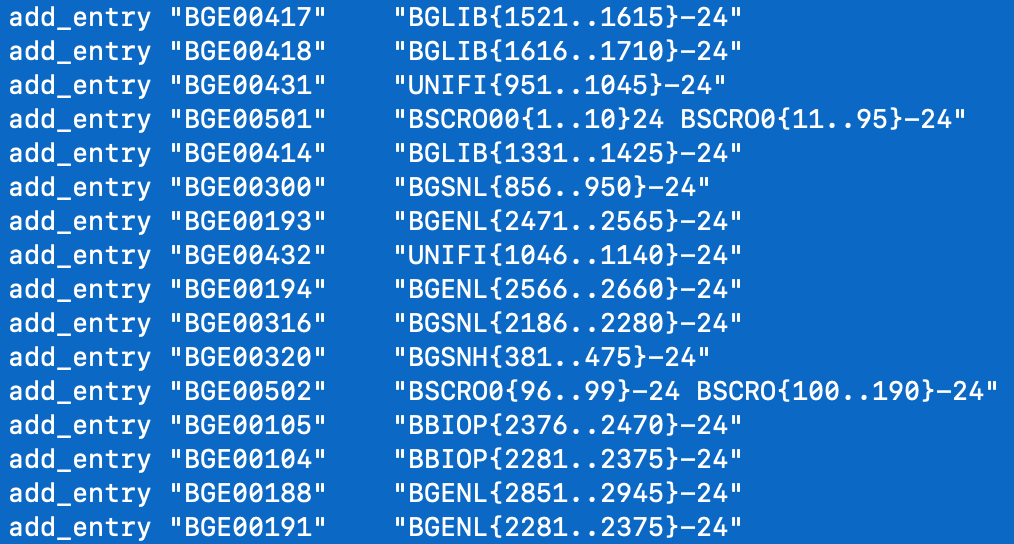 add_entry "BGE00417"    "BGLIB{1521..1615}-24"
add_entry "BGE00418"    "BGLIB{1616..1710}-24"
add_entry "BGE00431"    "UNIFI{951..1045}-24"
add_entry "BGE00501"    "BSCRO00{1..10}24 BSCRO0{11..95}-24"
add_entry "BGE00414"    "BGLIB{1331..1425}-24"
add_entry "BGE00300"    "BGSNL{856..950}-24"
add_entry "BGE00193"    "BGENL{2471..2565}-24"
add_entry "BGE00432"    "UNIFI{1046..1140}-24"
add_entry "BGE00194"    "BGENL{2566..2660}-24"
add_entry "BGE00316"    "BGSNL{2186..2280}-24"
add_entry "BGE00320"    "BGSNH{381..475}-24"
add_entry "BGE00502"    "BSCRO0{96..99}-24 BSCRO{100..190}-24"
add_entry "BGE00105"    "BBIOP{2376..2470}-24"
add_entry "BGE00104"    "BBIOP{2281..2375}-24"
add_entry "BGE00188"    "BGENL{2851..2945}-24"
add_entry "BGE00191"    "BGENL{2281..2375}-24"